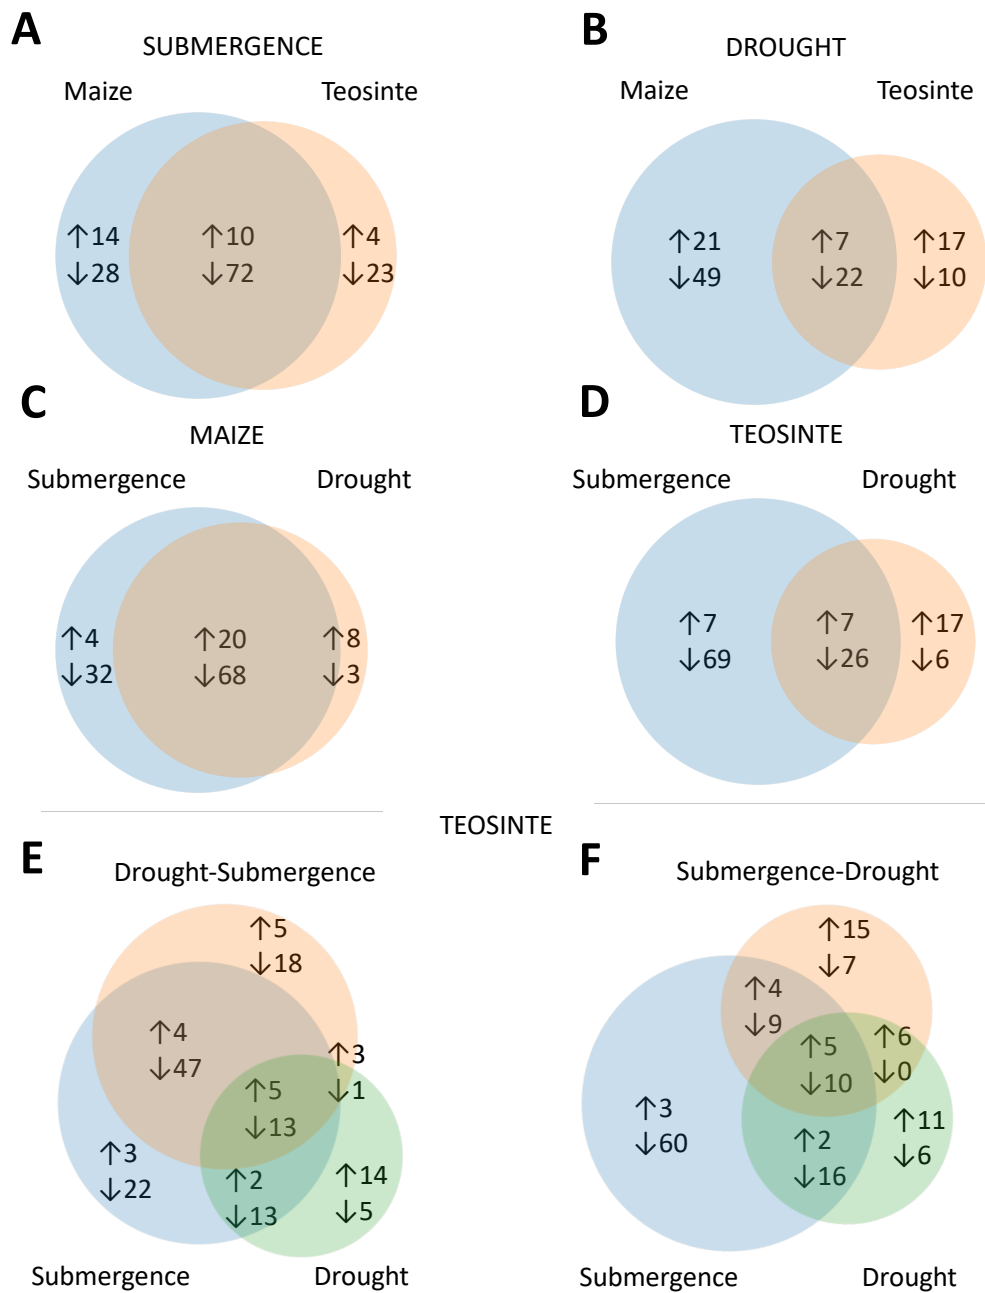 A
SUBMERGENCE
Maize
Teosinte
↑14
↓28
↑10
↓72
↑4
↓23
B
DROUGHT
Maize
Teosinte
↑21
↓49
↑7
↓22
↑17
↓10
C
MAIZE
Submergence
Drought
↑4
↓32
↑20
↓68
↑8
↓3
D
TEOSINTE
Submergence
Drought
↑7
↓69
↑7
↓26
↑17
↓6
TEOSINTE
E
Drought-Submergence
↑5
↓18
↑4
↓47
↑3
↓1
↑5
↓13
↑3
↓22
↑2
↓13
↑14
↓5
Submergence
Drought
F
Submergence-Drought
↑15
↓7
↑4
↓9
↑5
↓10
↑6
↓0
↑3
↓60
↑2
↓16
↑11
↓6
Submergence
Drought